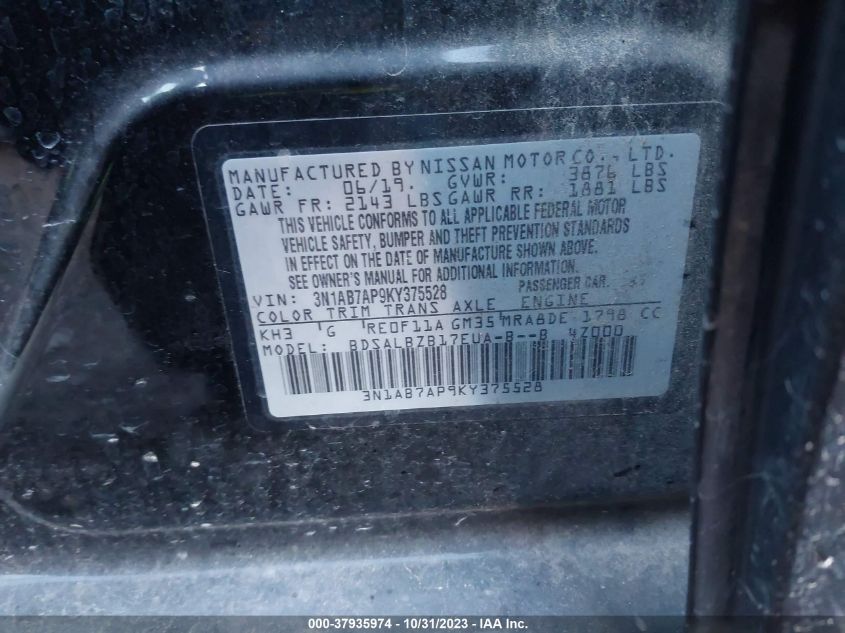 MANUFACTURED BY NISSAN MOTOR CO., LTD.
DATE: 06/19. GVWR: 3876 LBS
GAWR FR: 2143 LBS GAWR RR: 1881 LBS
THIS VEHICLE CONFORMS TO ALL APPLICABLE FEDERAL MOTOR
VEHICLE SAFETY, BUMPER AND THEFT PREVENTION STANDARDS
IN EFFECT ON THE DATE OF MANUFACTURE SHOWN ABOVE.
SEE OWNER'S MANUAL FOR ADDITIONAL INFORMATION.
VIN: 3N1AB7AP9KY375528 PASSENGER CAR.
COLOR TRIM TRANS AXLE ENGINE
KH3 G RE0F11A GM35 MRA8DE 1798 CC
MODEL: BDSALBZB17EUA-B--B 4Z000
3N1AB7AP9KY375528
000-37935974 - 10/31/2023 - COPYRIGHT IAA, INC.